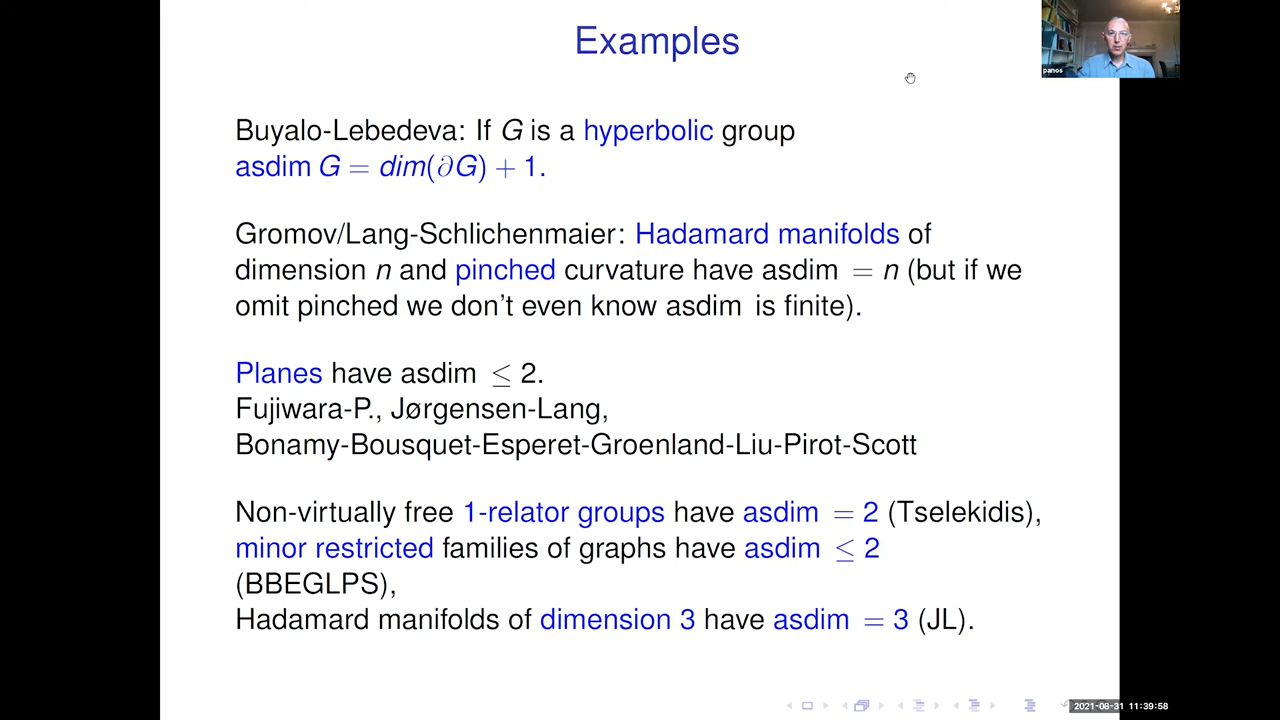 Examples
panos
Buyalo-Lebedeva: If G is a hyperbolic group
asdim G = dim(∂G) + 1.
Gromov/Lang-Schlichenmaier: Hadamard manifolds of
dimension n and pinched curvature have asdim = n (but if we
omit pinched we don't even know asdim is finite).
Planes have asdim ≤ 2.
Fujiwara-P., Jørgensen-Lang,
Bonamy-Bousquet-Esperet-Groenland-Liu-Pirot-Scott
Non-virtually free 1-relator groups have asdim = 2 (Tselekidis),
minor restricted families of graphs have asdim ≤ 2
(BBEGLPS),
Hadamard manifolds of dimension 3 have asdim = 3 (JL).
2021-08-31 11:39:58